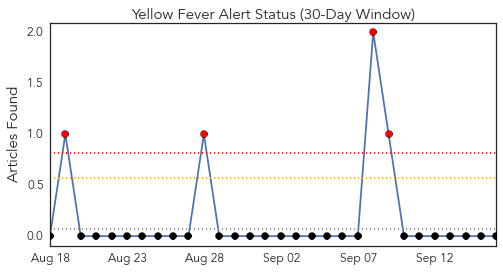 Yellow Fever Alert Status (30-Day Window)
Articles Found
2.0
1.5
1.0
0.5
0.0
Aug 18
Aug 23
Aug 28
Sep 02
Sep 07
Sep 12